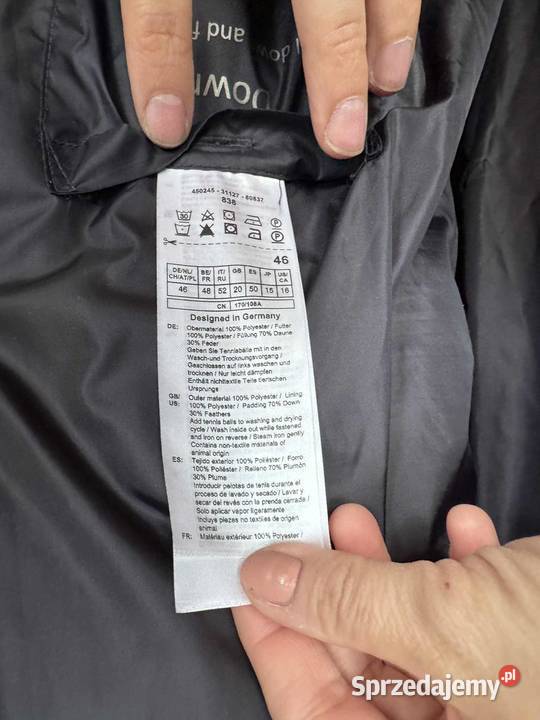 l dow and f
Down
450245 - 31127 - 80837
838
46
DE/NL/ BE/ IT/ GB ES JP US/
CH/AT/PL FR RU CA
46 48 52 20 50 15 16
CN 170/108A
Designed in Germany
DE: Obermaterial 100% Polyester / Futter
100% Polyester / Füllung 70% Daune
30% Feder
Geben Sie Tennisbälle mit in den
Wasch-und Trocknungsvorgang /
Geschlossen auf links waschen und
trocknen / Nur leicht dämpfen
Enthält nichttextile Teile tierischen
Ursprungs
GB/ Outer material 100% Polyester / Lining
US: 100% Polyester / Padding 70% Down
30% Feathers
Add tennis balls to washing and drying
cycle / Wash inside out while fastened
and iron on reverse / Steam iron gently
Contains non-textile materials of
animal origin
ES: Tejido exterior 100% Poliéster / Forro
100% Poliéster / Relleno 70% Plumón
30% Plume
Introducir pelotas de tenis durante el
proceso de lavado y secado / Lavar y
secar del revés con la prenda cerrada /
Solo aplicar vapor ligeramente
Incluye piezas no textiles de origen
animal
FR: Matériau extérieur 100% Polyester /
Sprzedajemy.pl